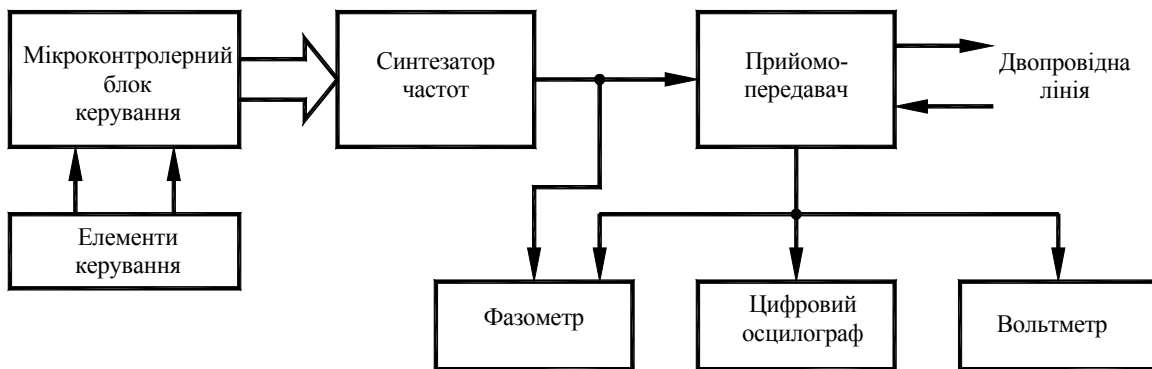 Мікроконтролерний
блок
керування
Синтезатор
частот
Прийомо-
передавач
Двопровідна
лінія
Елементи
керування
Фазометр
Цифровий
осцилограф
Вольтметр